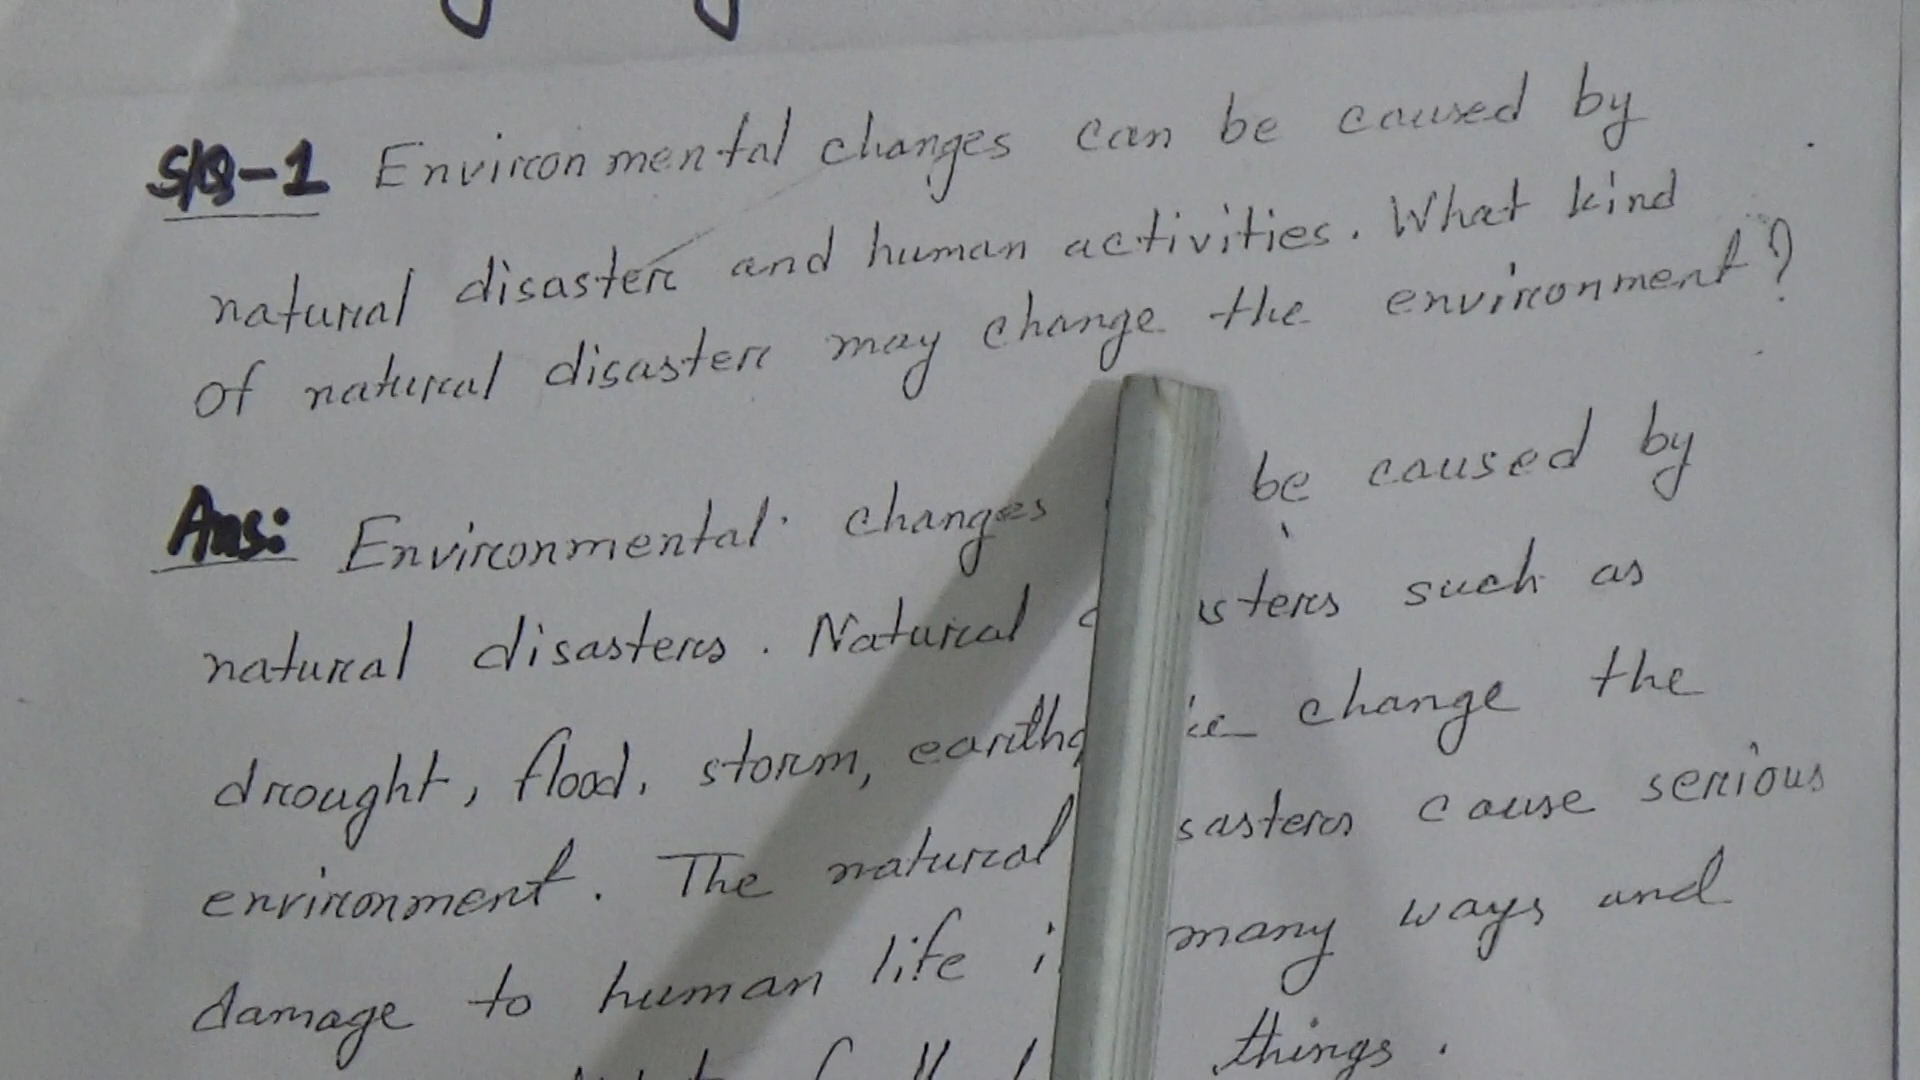 S/Q-1 Environmental changes can be caused by
natural disaster and human activities. What kind
of natural disaster may change the environment?
Ans: Environmental changes be caused by
natural disasters. Natural such as
drought, flood, storm, change the
environment. The natural cause serious
damage to human life many ways and
things.